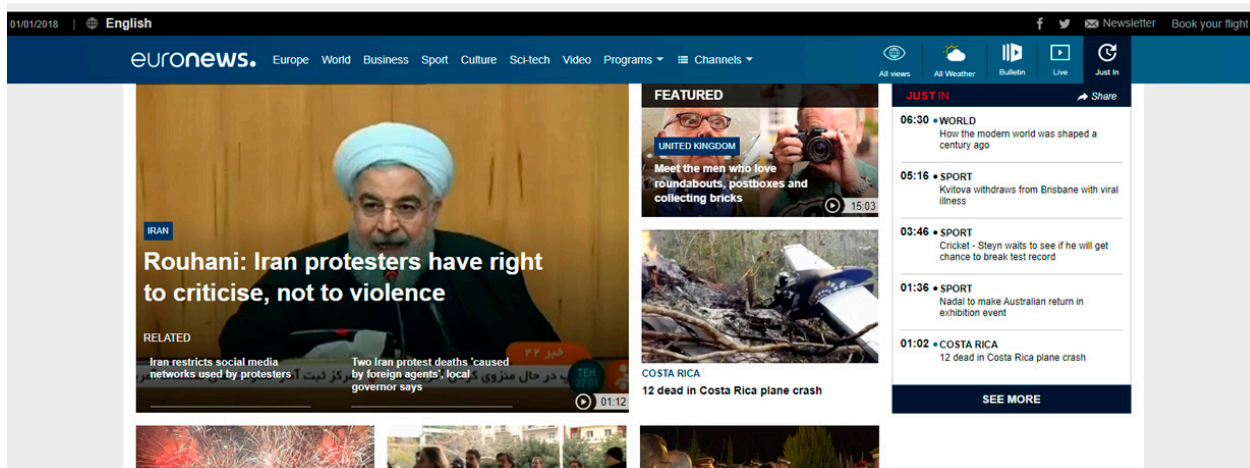 01/01/2018 | English
f Newsletter Book your flight
euronews.
Europe World Business Sport Culture Sci-tech Video Programs Channels
All views All Weather Bulletin Live Just In
IRAN
Rouhani: Iran protesters have right
to criticise, not to violence
RELATED
Iran restricts social media
networks used by protesters
Two Iran protest deaths 'caused
by foreign agents', local
governor says
خبر ۲۲
TEH
22:01
01:12
FEATURED
UNITED KINGDOM
Meet the men who love
roundabouts, postboxes and
collecting bricks
15:03
COSTA RICA
12 dead in Costa Rica plane crash
JUST IN
Share
06:30 WORLD
How the modern world was shaped a
century ago
05:16 SPORT
Kvitova withdraws from Brisbane with viral
illness
03:46 SPORT
Cricket - Steyn waits to see if he will get
chance to break test record
01:36 SPORT
Nadal to make Australian return in
exhibition event
01:02 COSTA RICA
12 dead in Costa Rica plane crash
SEE MORE